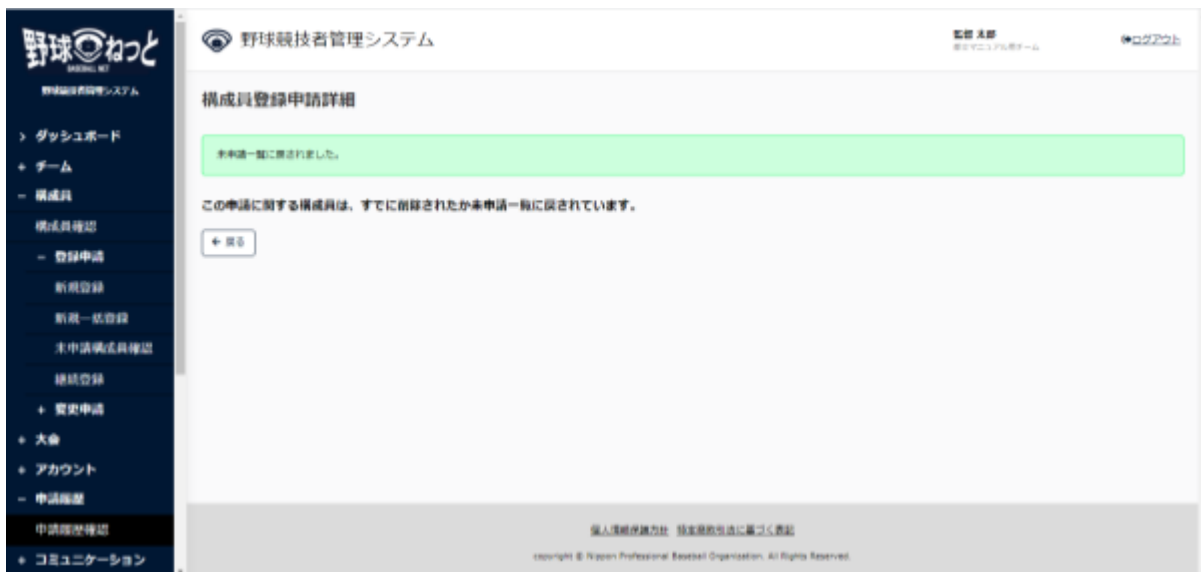 野球ねっと
BASEBALL NET
野球競技者管理システム
> ダッシュボード
+ チーム
− 構成員
構成員確認
− 登録申請
新規登録
新規一括登録
未申請構成員確認
継続登録
+ 変更申請
+ 大会
+ アカウント
− 申請履歴
申請履歴確認
+ コミュニケーション
野球競技者管理システム
監督 太郎
ログアウト
構成員登録申請詳細
未申請一覧に戻されました。
この申請に関する構成員は、すでに削除されたか未申請一覧に戻されています。
← 戻る
個人情報保護方針 特定商取引法に基づく表記
copyright © Nippon Professional Baseball Organization. All Rights Reserved.